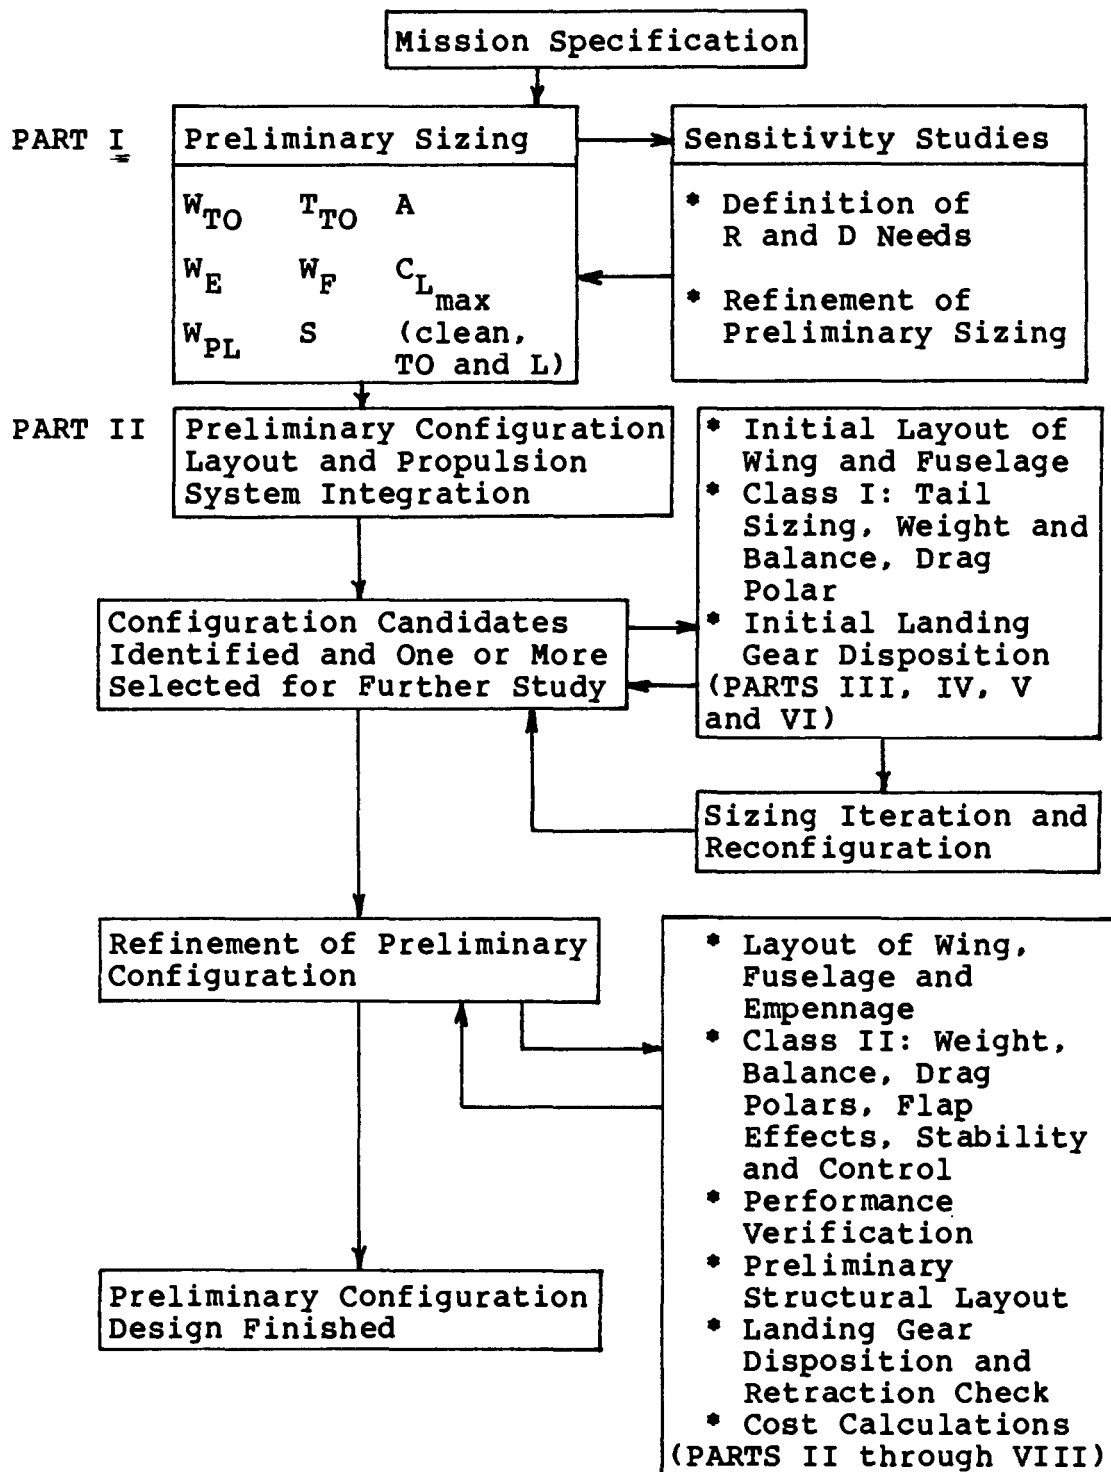 Mission Specification
PART I
Preliminary Sizing
W_TO T_TO A
W_E W_F C_L_max
W_PL S (clean,
TO and L)
Sensitivity Studies
* Definition of
R and D Needs
* Refinement of
Preliminary Sizing
PART II
Preliminary Configuration
Layout and Propulsion
System Integration
* Initial Layout of
Wing and Fuselage
* Class I: Tail
Sizing, Weight and
Balance, Drag
Polar
* Initial Landing
Gear Disposition
(PARTS III, IV, V
and VI)
Configuration Candidates
Identified and One or More
Selected for Further Study
Sizing Iteration and
Reconfiguration
Refinement of Preliminary
Configuration
* Layout of Wing,
Fuselage and
Empennage
* Class II: Weight,
Balance, Drag
Polars, Flap
Effects, Stability
and Control
* Performance
Verification
* Preliminary
Structural Layout
* Landing Gear
Disposition and
Retraction Check
* Cost Calculations
(PARTS II through VIII)
Preliminary Configuration
Design Finished